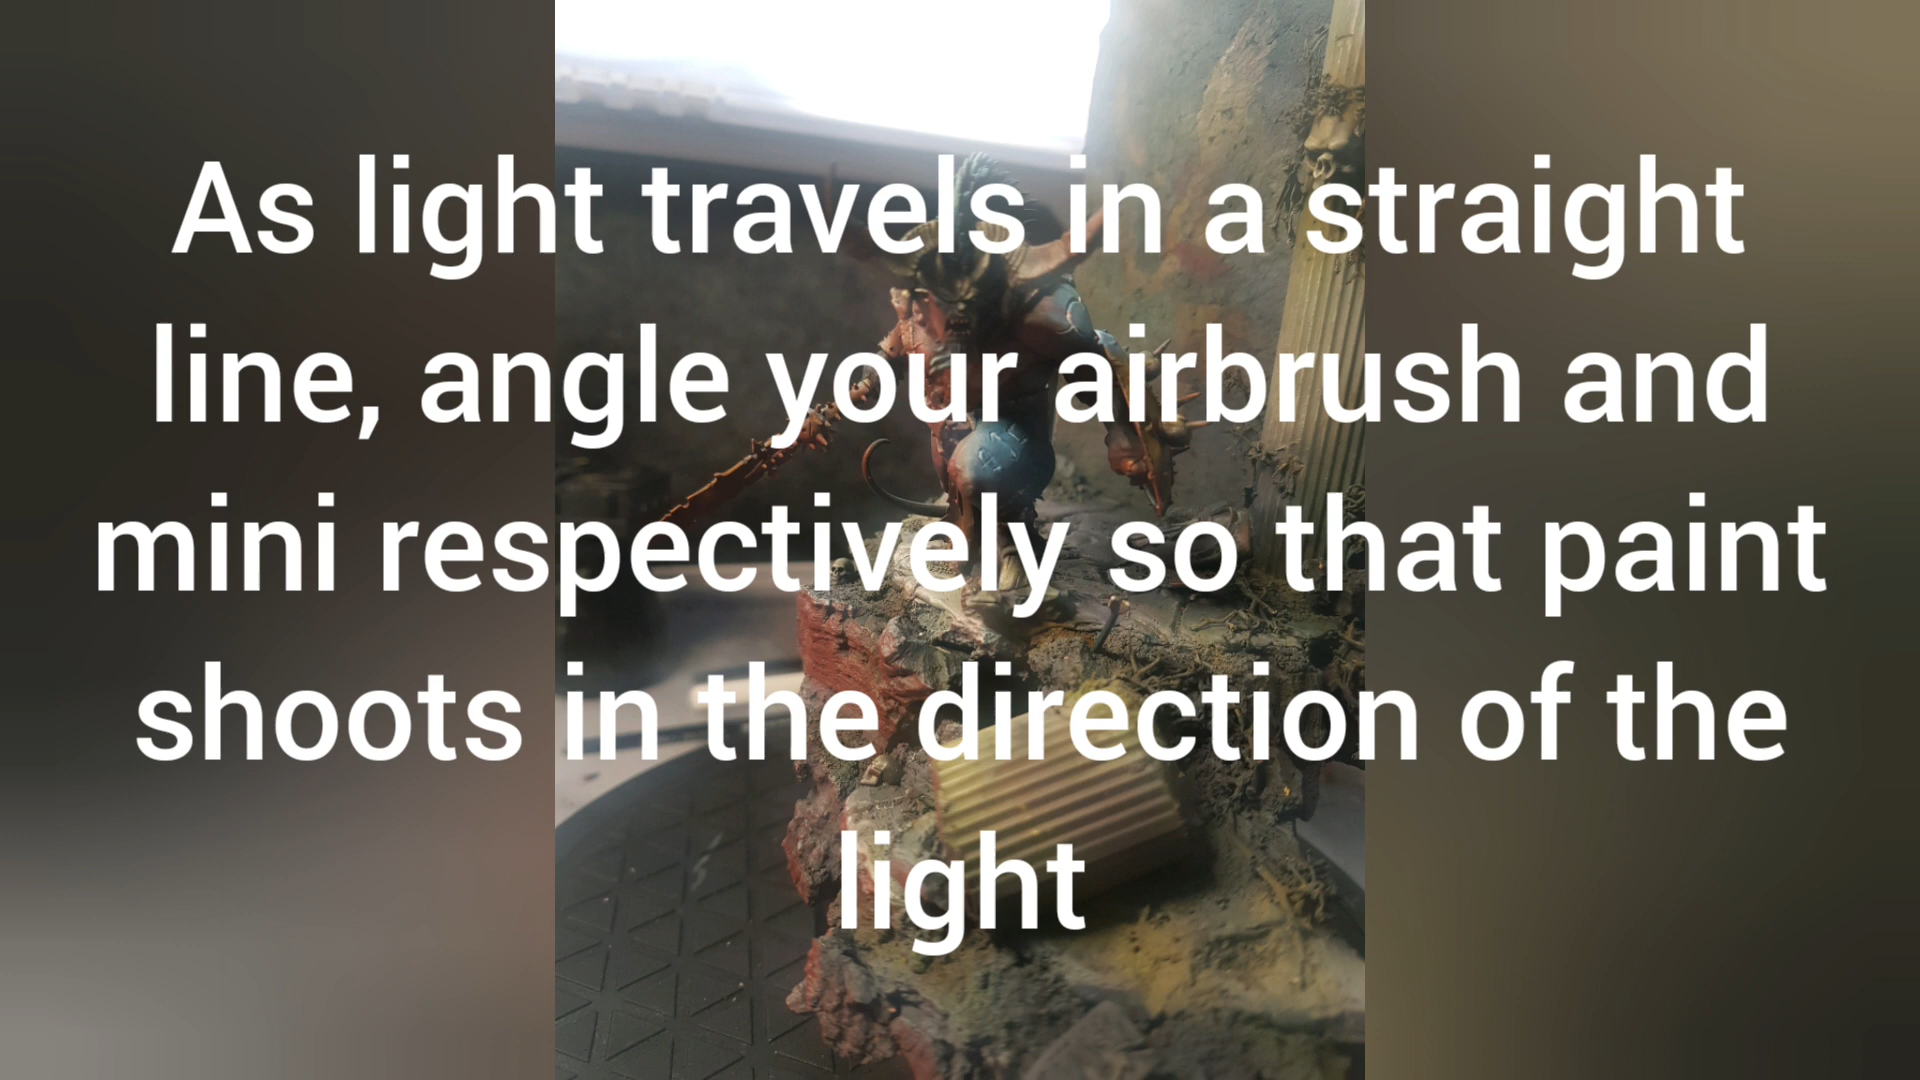 As light travels in a straight
line, angle your airbrush and
mini respectively so that paint
shoots in the direction of the
light